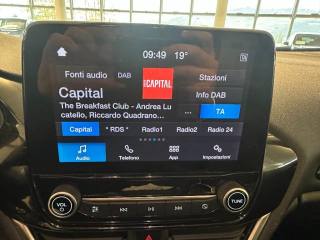 09:49 19°
Fonti audio DAB
CAPITAL
Stazioni
Capital
Info DAB
The Breakfast Club - Andrea Lu
catello, Riccardo Quadrano...
...
TA
Capital * RDS * Radio1 Radio2 Radio 24
Audio Telefono App Impostazioni
VOL
TUNE